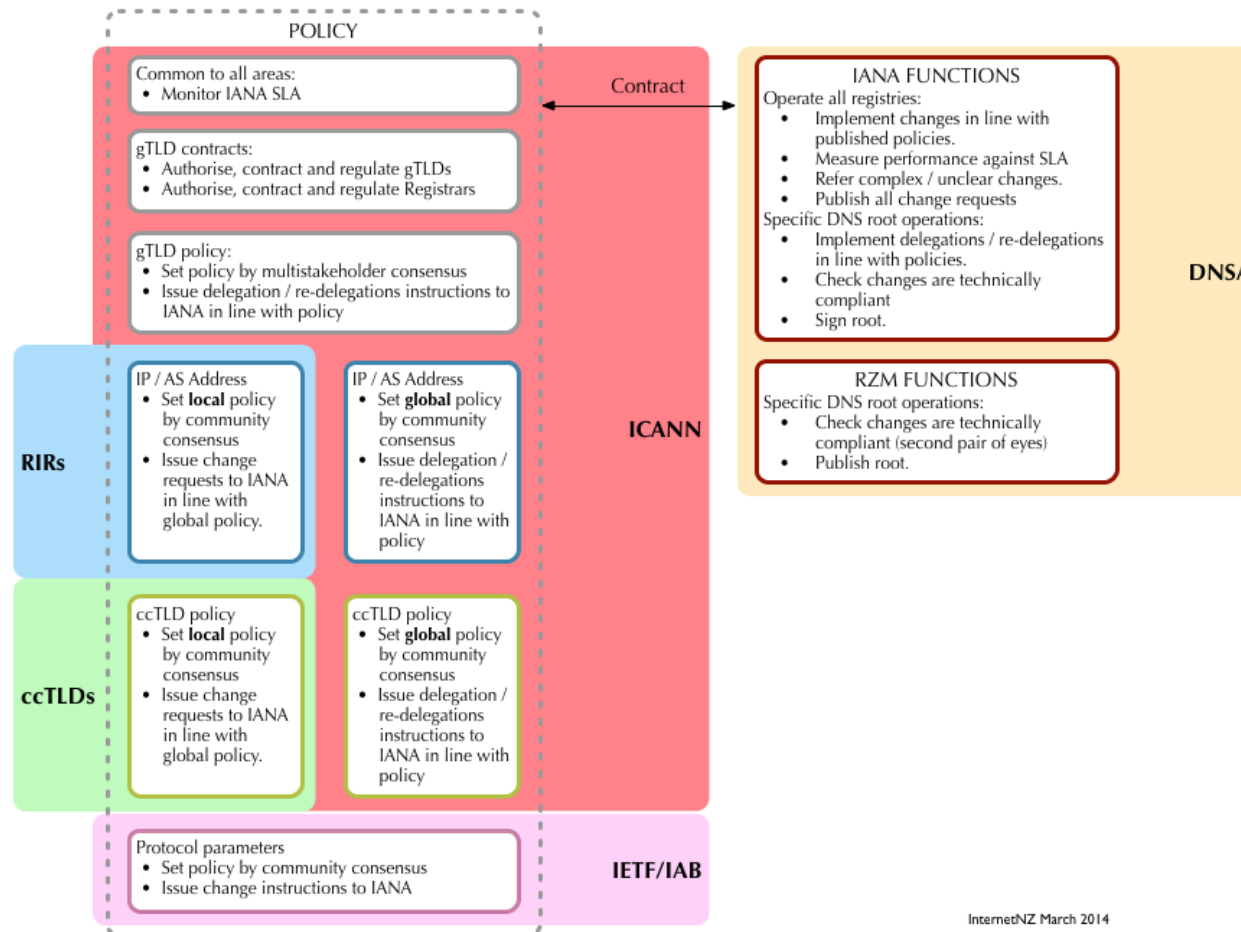 POLICY
Common to all areas:
• Monitor IANA SLA
gTLD contracts:
• Authorise, contract and regulate gTLDs
• Authorise, contract and regulate Registrars
gTLD policy:
• Set policy by multistakeholder consensus
• Issue delegation / re-delegations instructions to
IANA in line with policy
RIRs
IP / AS Address
• Set local policy
by community
consensus
• Issue change
requests to IANA
in line with
global policy.
IP / AS Address
• Set global policy
by community
consensus
• Issue delegation /
re-delegations
instructions to
IANA in line with
policy
ICANN
ccTLDs
ccTLD policy
• Set local policy
by community
consensus
• Issue change
requests to IANA
in line with
global policy.
ccTLD policy
• Set global policy
by community
consensus
• Issue delegation /
re-delegations
instructions to
IANA in line with
policy
Protocol parameters
• Set policy by community consensus
• Issue change instructions to IANA
IETF/IAB
Contract
IANA FUNCTIONS
Operate all registries:
• Implement changes in line with
published policies.
• Measure performance against SLA
• Refer complex / unclear changes.
• Publish all change requests
Specific DNS root operations:
• Implement delegations / re-delegations
in line with policies.
• Check changes are technically
compliant
• Sign root.
RZM FUNCTIONS
Specific DNS root operations:
• Check changes are technically
compliant (second pair of eyes)
• Publish root.
DNSA
InternetNZ March 2014